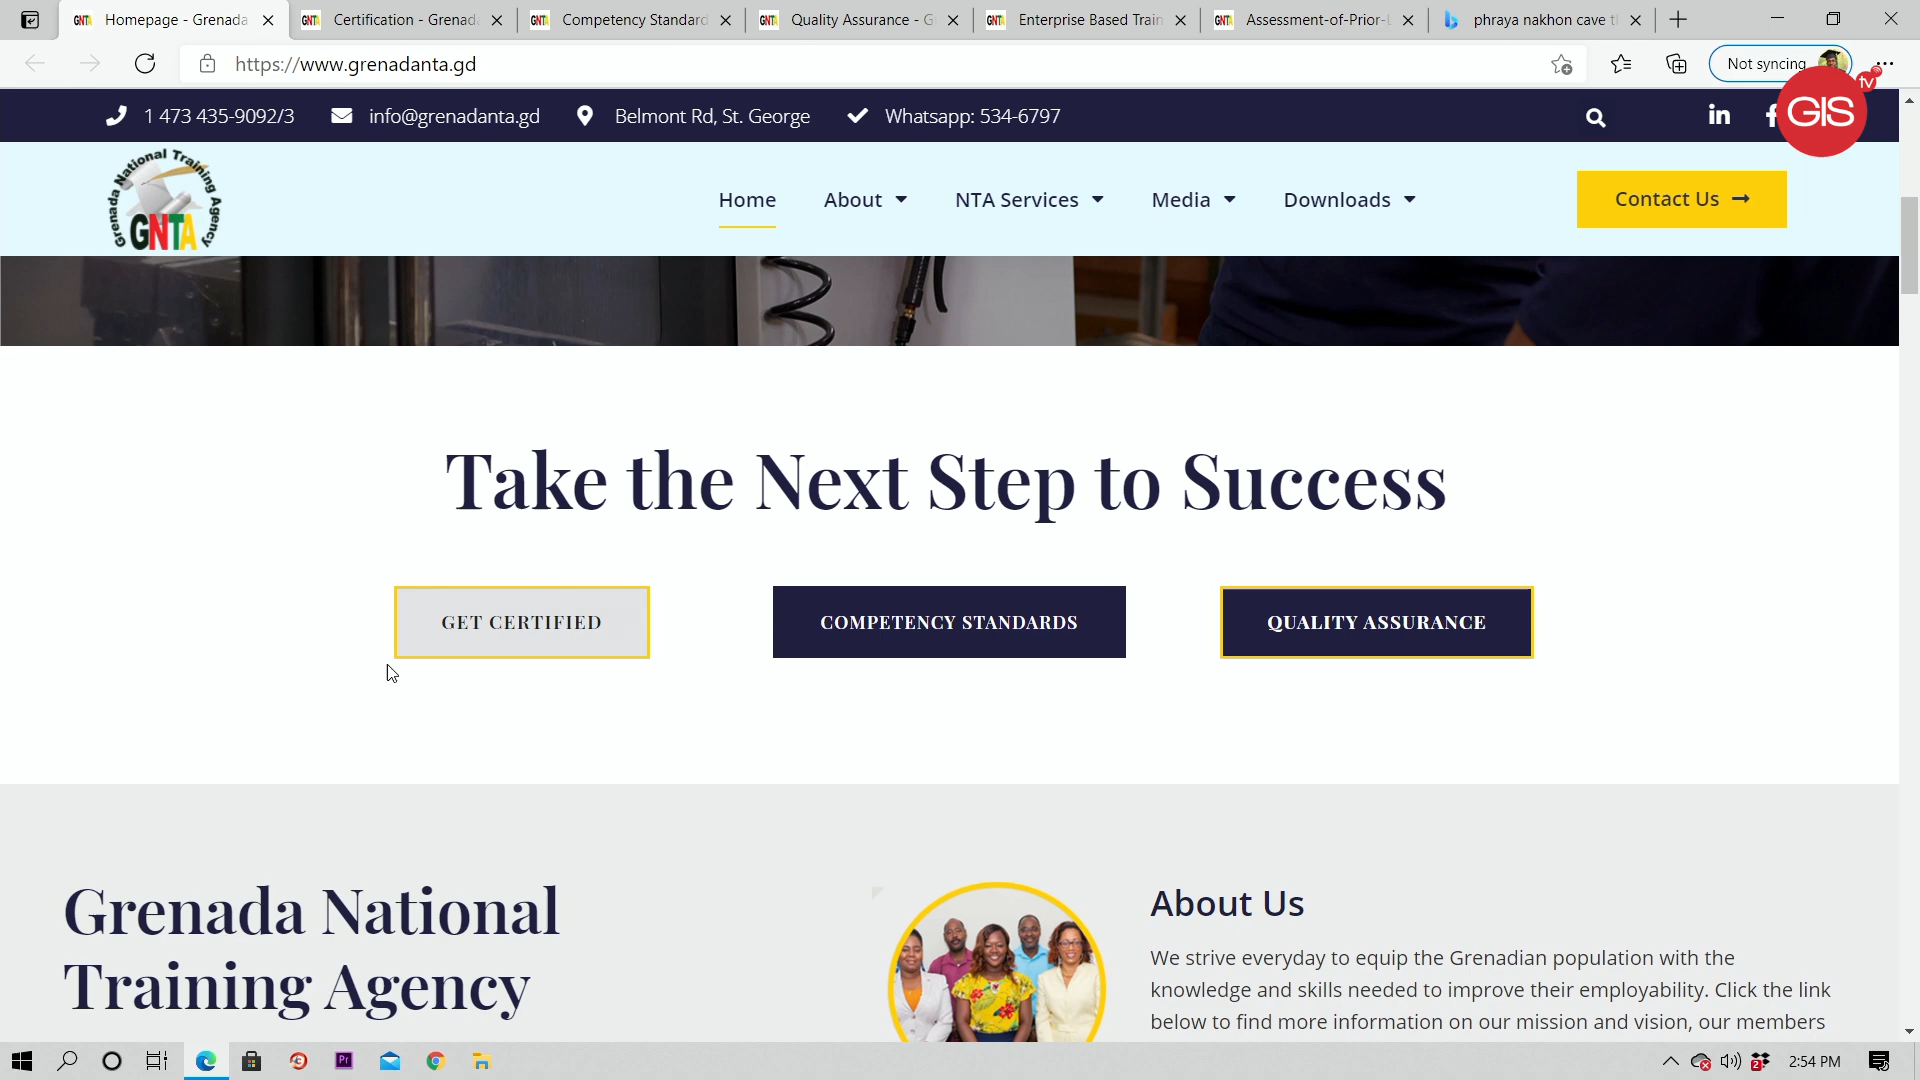 Homepage - Grenada
Certification - Grenad
Competency Standard
Quality Assurance - G
Enterprise Based Train
Assessment-of-Prior-L
phraya nakhon cave t
https://www.grenadanta.gd
Not syncing
1 473 435-9092/3
info@grenadanta.gd
Belmont Rd, St. George
Whatsapp: 534-6797
in
f
GIS
tv
Grenada National Training Agency
GNTA
Home
About
NTA Services
Media
Downloads
Contact Us
Take the Next Step to Success
GET CERTIFIED
COMPETENCY STANDARDS
QUALITY ASSURANCE
Grenada National
Training Agency
About Us
We strive everyday to equip the Grenadian population with the
knowledge and skills needed to improve their employability. Click the link
below to find more information on our mission and vision, our members
Pr
2
2:54 PM